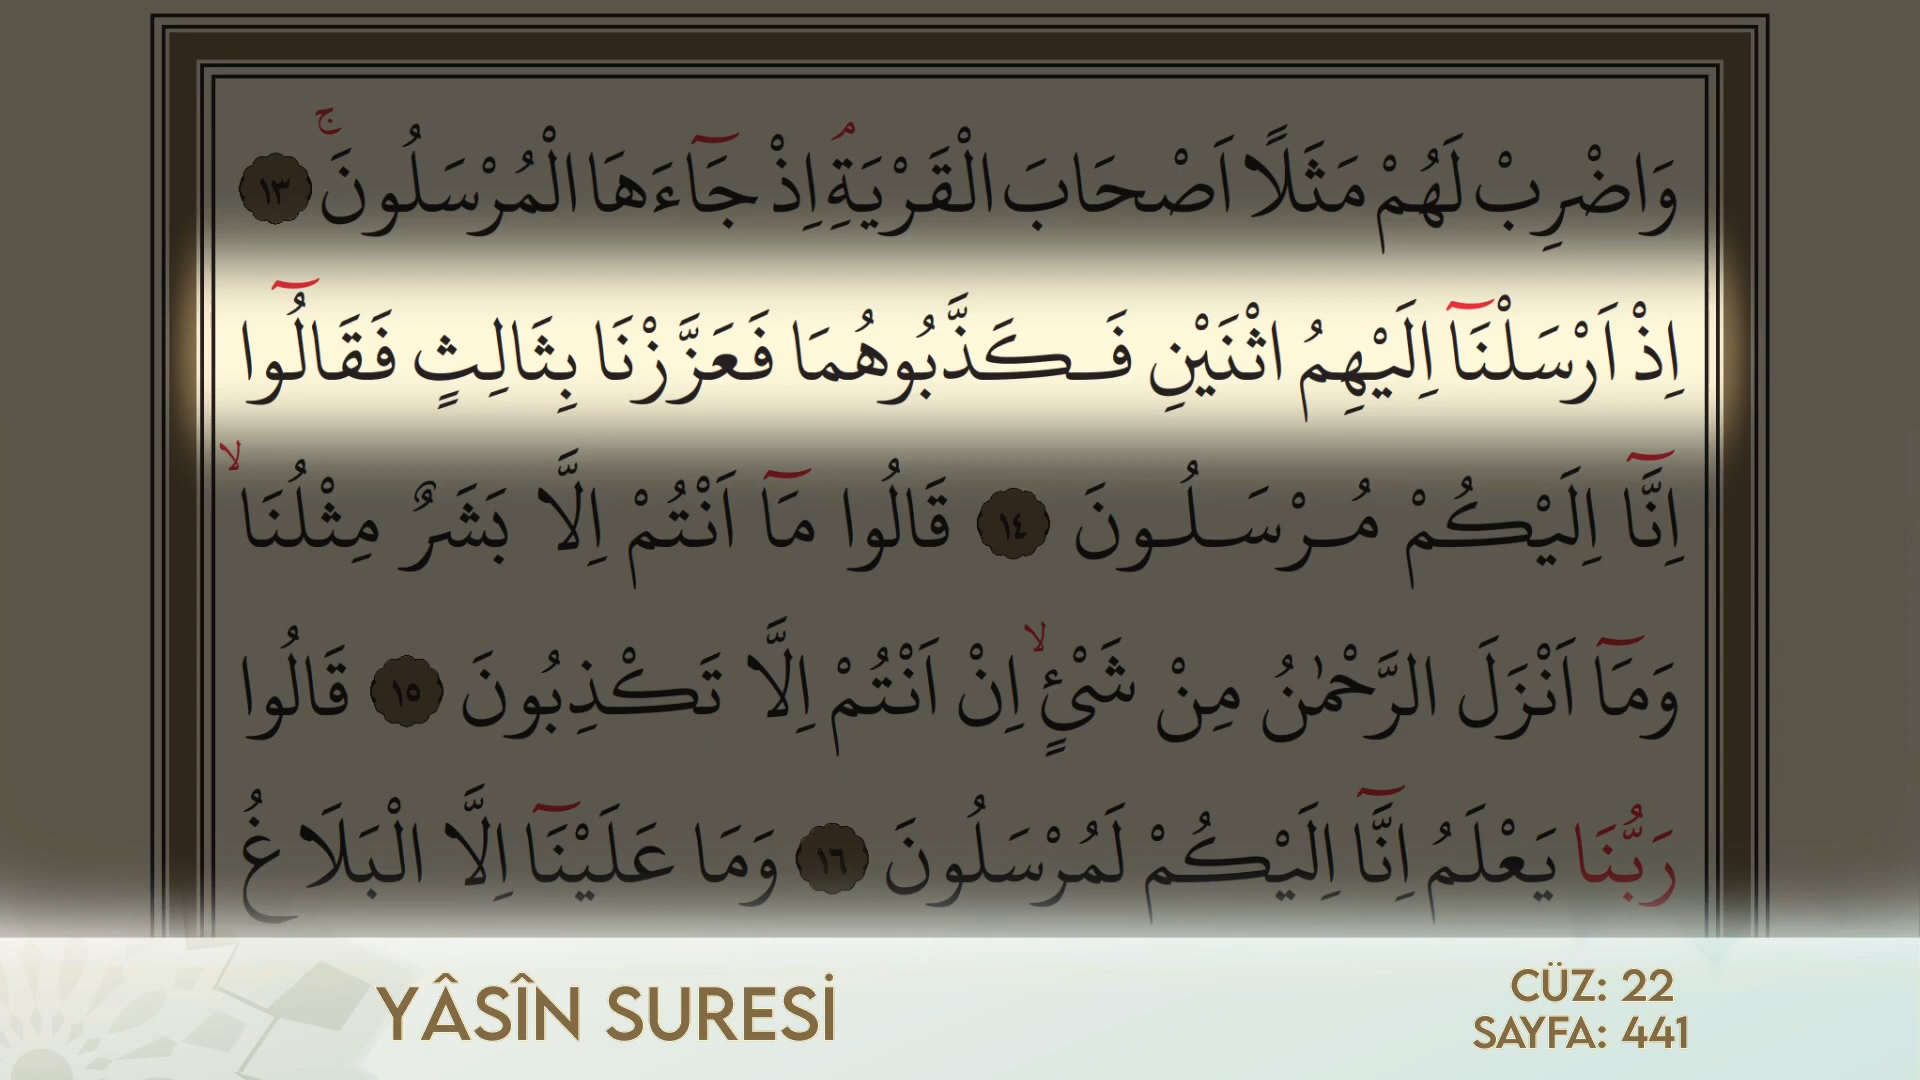 وَاضْرِبْ لَهُمْ مَثَلًا اَصْحَابَ الْقَرْيَةِۢ اِذْ جَٓاءَهَا الْمُرْسَلُونَۚ ﴿١٣﴾
اِذْ اَرْسَلْنَٓا اِلَيْهِمُ اثْنَيْنِ فَكَذَّبُوهُمَا فَعَزَّزْنَا بِثَالِثٍ فَقَالُٓوا
اِنَّٓا اِلَيْكُمْ مُرْسَلُونَ ﴿١٤﴾ قَالُوا مَٓا اَنْتُمْ اِلَّا بَشَرٌ مِثْلُنَاۙ
وَمَٓا اَنْزَلَ الرَّحْمٰنُ مِنْ شَيْءٍۙ اِنْ اَنْتُمْ اِلَّا تَكْذِبُونَ ﴿١٥﴾ قَالُوا
رَبُّنَا يَعْلَمُ اِنَّٓا اِلَيْكُمْ لَمُرْسَلُونَ ﴿١٦﴾ وَمَا عَلَيْنَٓا اِلَّا الْبَلَاغُ
YÂSÎN SURESİ
CÜZ: 22
SAYFA: 441